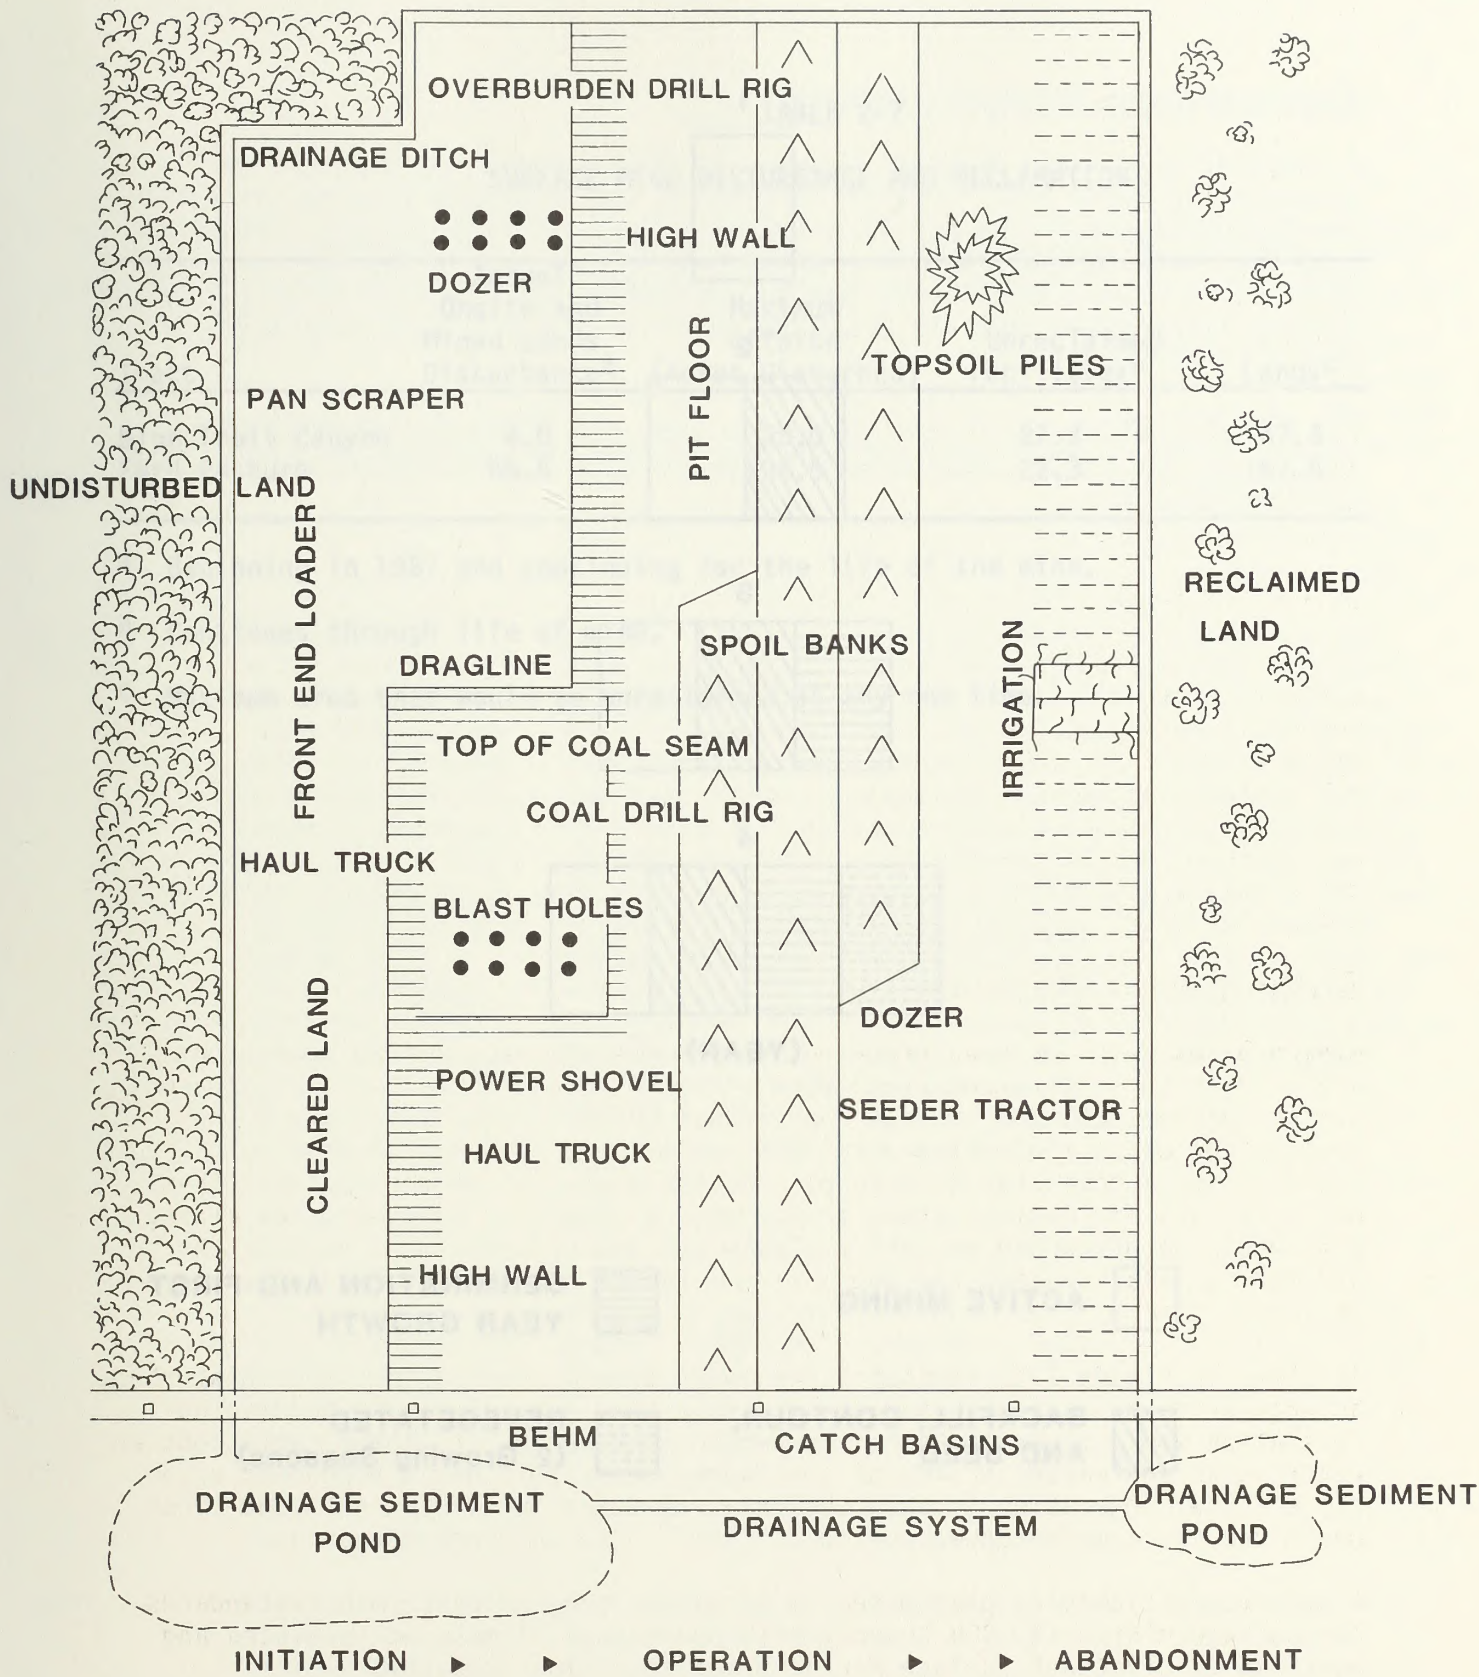 OVERBURDEN DRILL RIG
DRAINAGE DITCH
HIGH WALL
DOZER
PIT FLOOR
TOPSOIL PILES
PAN SCRAPER
UNDISTURBED LAND
FRONT END LOADER
RECLAIMED
LAND
SPOIL BANKS
DRAGLINE
IRRIGATION
TOP OF COAL SEAM
COAL DRILL RIG
HAUL TRUCK
BLAST HOLES
CLEARED LAND
DOZER
POWER SHOVEL
SEEDER TRACTOR
HAUL TRUCK
HIGH WALL
BEHM
CATCH BASINS
DRAINAGE SEDIMENT
POND
DRAINAGE SYSTEM
DRAINAGE SEDIMENT
POND
INITIATION ▸ ▸ OPERATION ▸ ▸ ABANDONMENT